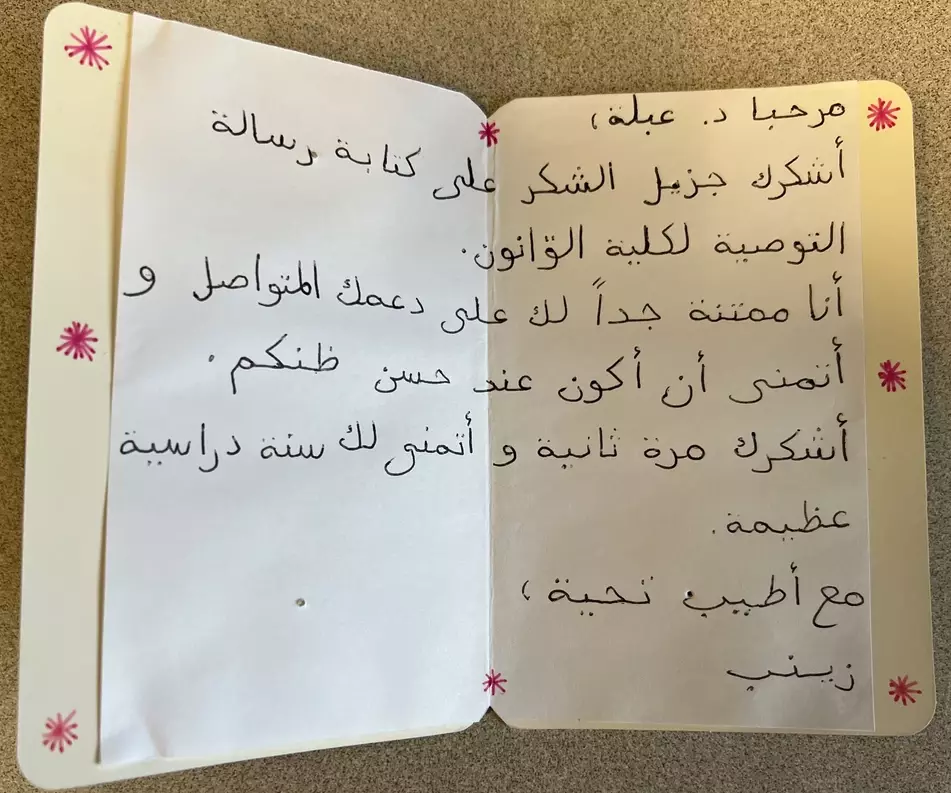 مرحبا د. عبلة،
أشكرك جزيل الشكر على كتابة رسالة
التوصية لكلية القانون.
أنا ممتنة جداً لك على دعمك المتواصل و
أتمنى أن أكون عند حسن ظنكم.
أشكرك مرة ثانية و أتمنى لك سنة دراسية
عظيمة.
مع أطيب تحية،
زينب